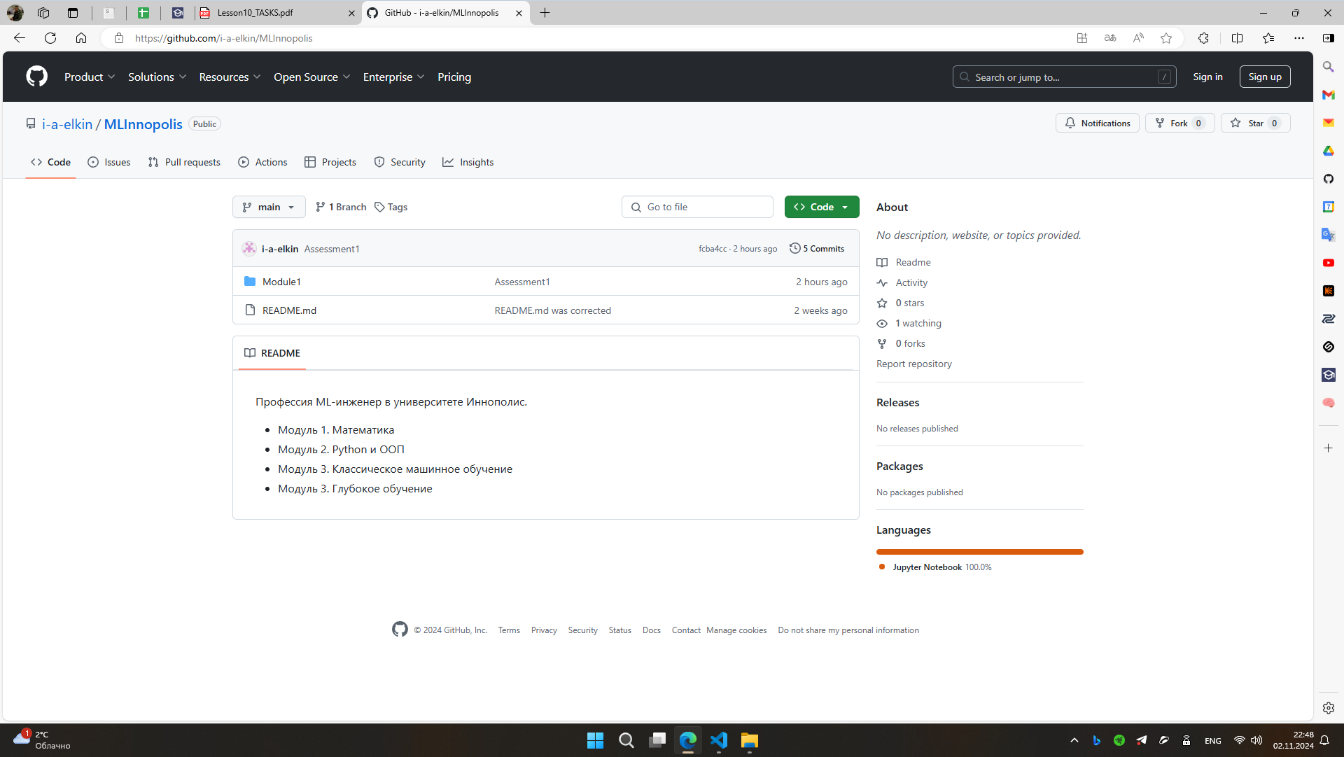 Lesson10_TASKS.pdf
GitHub - i-a-elkin/MLInnopolis
https://github.com/i-a-elkin/MLInnopolis
Product Solutions Resources Open Source Enterprise Pricing
Search or jump to... /
Sign in
Sign up
i-a-elkin / MLInnopolis Public
Notifications Fork 0 Star 0
Code Issues Pull requests Actions Projects Security Insights
main 1 Branch Tags
Go to file
Code
i-a-elkin Assessment1 fcba4cc · 2 hours ago 5 Commits
Module1 Assessment1 2 hours ago
README.md README.md was corrected 2 weeks ago
README
Профессия ML-инженер в университете Иннополис.
Модуль 1. Математика
Модуль 2. Python и ООП
Модуль 3. Классическое машинное обучение
Модуль 3. Глубокое обучение
About
No description, website, or topics provided.
Readme
Activity
0 stars
1 watching
0 forks
Report repository
Releases
No releases published
Packages
No packages published
Languages
Jupyter Notebook 100.0%
© 2024 GitHub, Inc. Terms Privacy Security Status Docs Contact Manage cookies Do not share my personal information
1
2°C
Облачно
ENG
22:48
02.11.2024